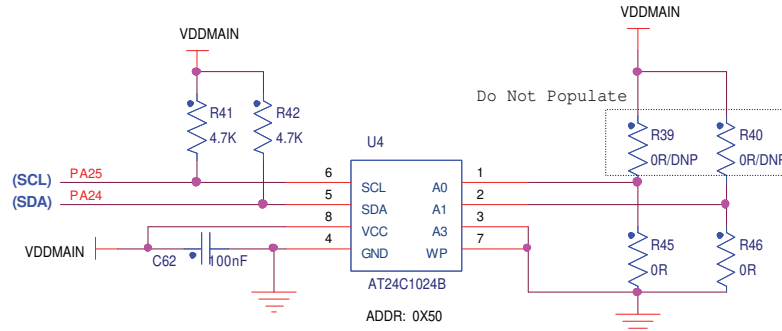 VDDMAIN
VDDMAIN
Do Not Populate
R41
4.7K
R42
4.7K
R39
0R/DNP
R40
0R/DNP
U4
(SCL) PA25
(SDA) PA24
6 SCL A0 1
5 SDA A1 2
8 VCC A3 3
4 GND WP 7
VDDMAIN
C62 100nF
R45
0R
R46
0R
AT24C1024B
ADDR: 0X50